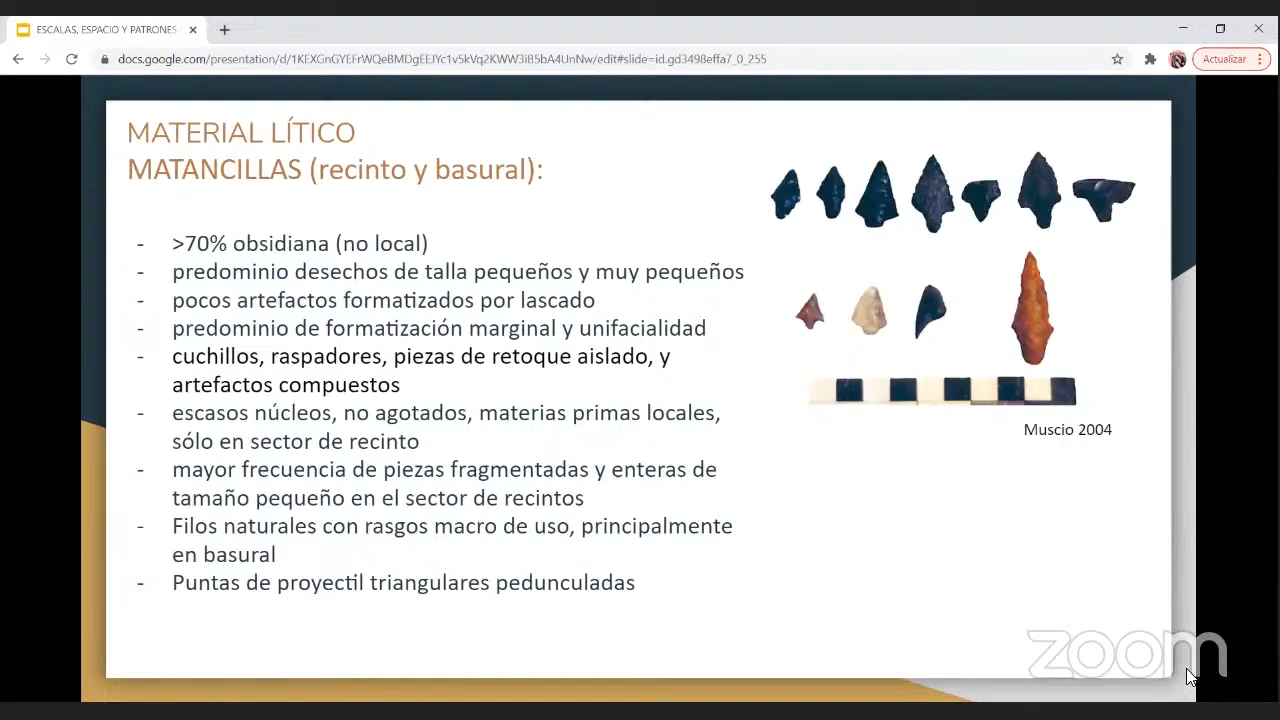 ESCALAS, ESPACIO Y PATRONES
docs.google.com/presentation/d/1KEXGnGYEFrWQeBMDgEEJYc1v5kVq2KWW3i85bA4UnNw/edit#slide=id.gd3498effa7_0_255
Actualizar
MATERIAL LÍTICO
MATANCILLAS (recinto y basural):
- >70% obsidiana (no local)
- predominio desechos de talla pequeños y muy pequeños
- pocos artefactos formatizados por lascado
- predominio de formatización marginal y unifacialidad
- cuchillos, raspadores, piezas de retoque aislado, y
artefactos compuestos
- escasos núcleos, no agotados, materias primas locales,
sólo en sector de recinto
- mayor frecuencia de piezas fragmentadas y enteras de
tamaño pequeño en el sector de recintos
- Filos naturales con rasgos macro de uso, principalmente
en basural
- Puntas de proyectil triangulares pedunculadas
Muscio 2004
zoom